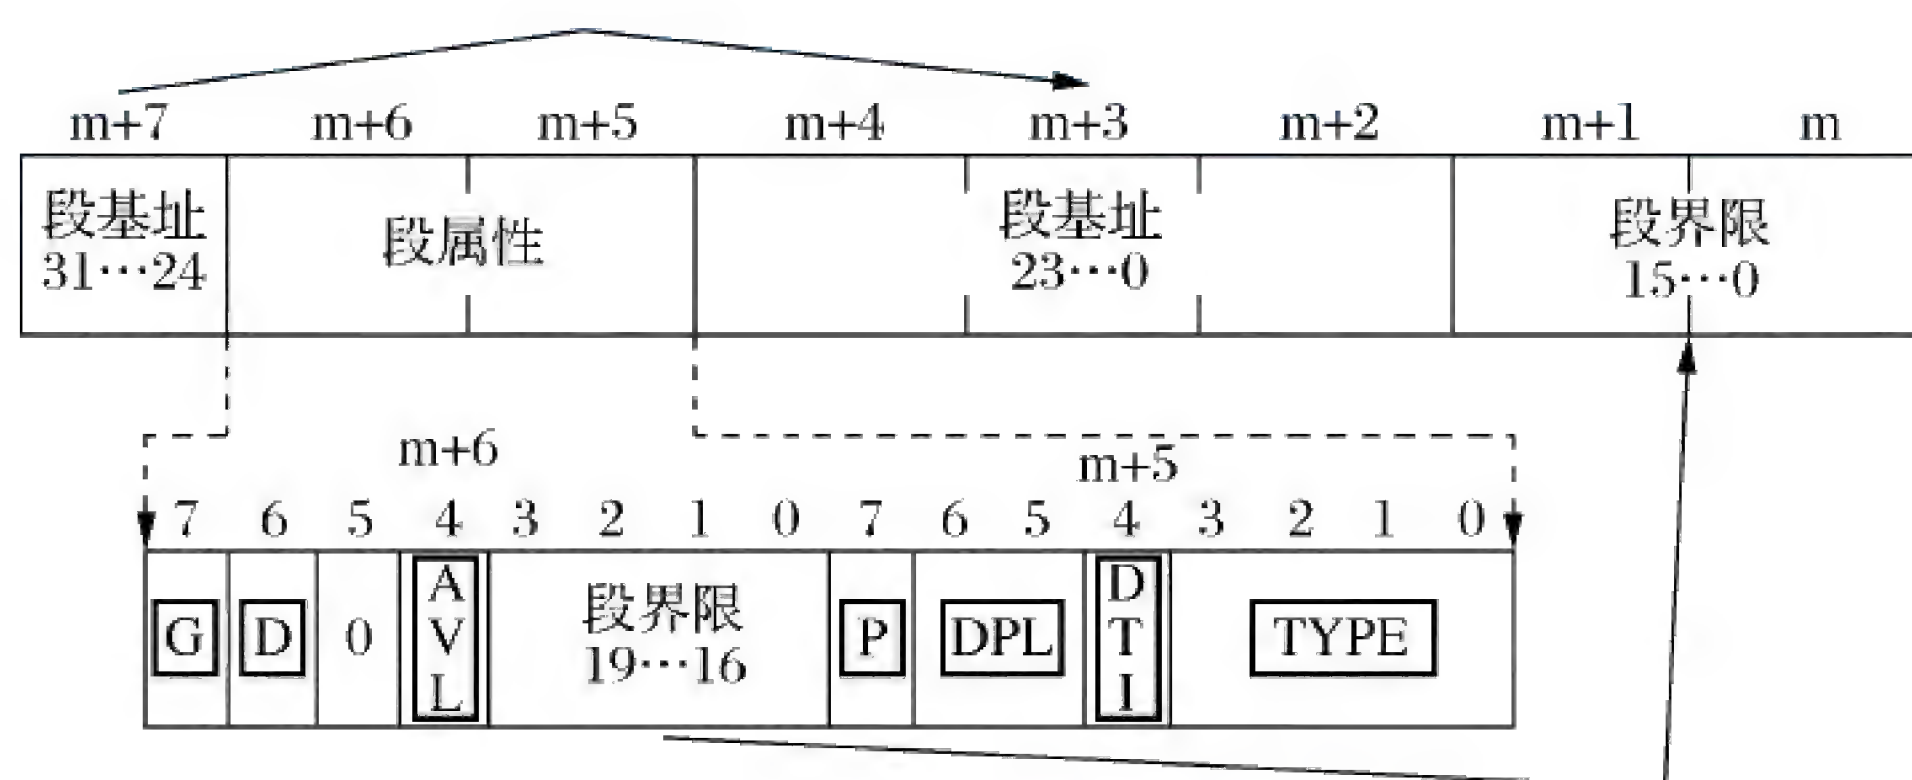 m+7 m+6 m+5 m+4 m+3 m+2 m+1 m
段基址 段属性 段基址 段界限
31…24 23…0 15…0
m+6 m+5
7 6 5 4 3 2 1 0 7 6 5 4 3 2 1 0
G D 0 AVL 段界限 P DPL DTI TYPE
19…16